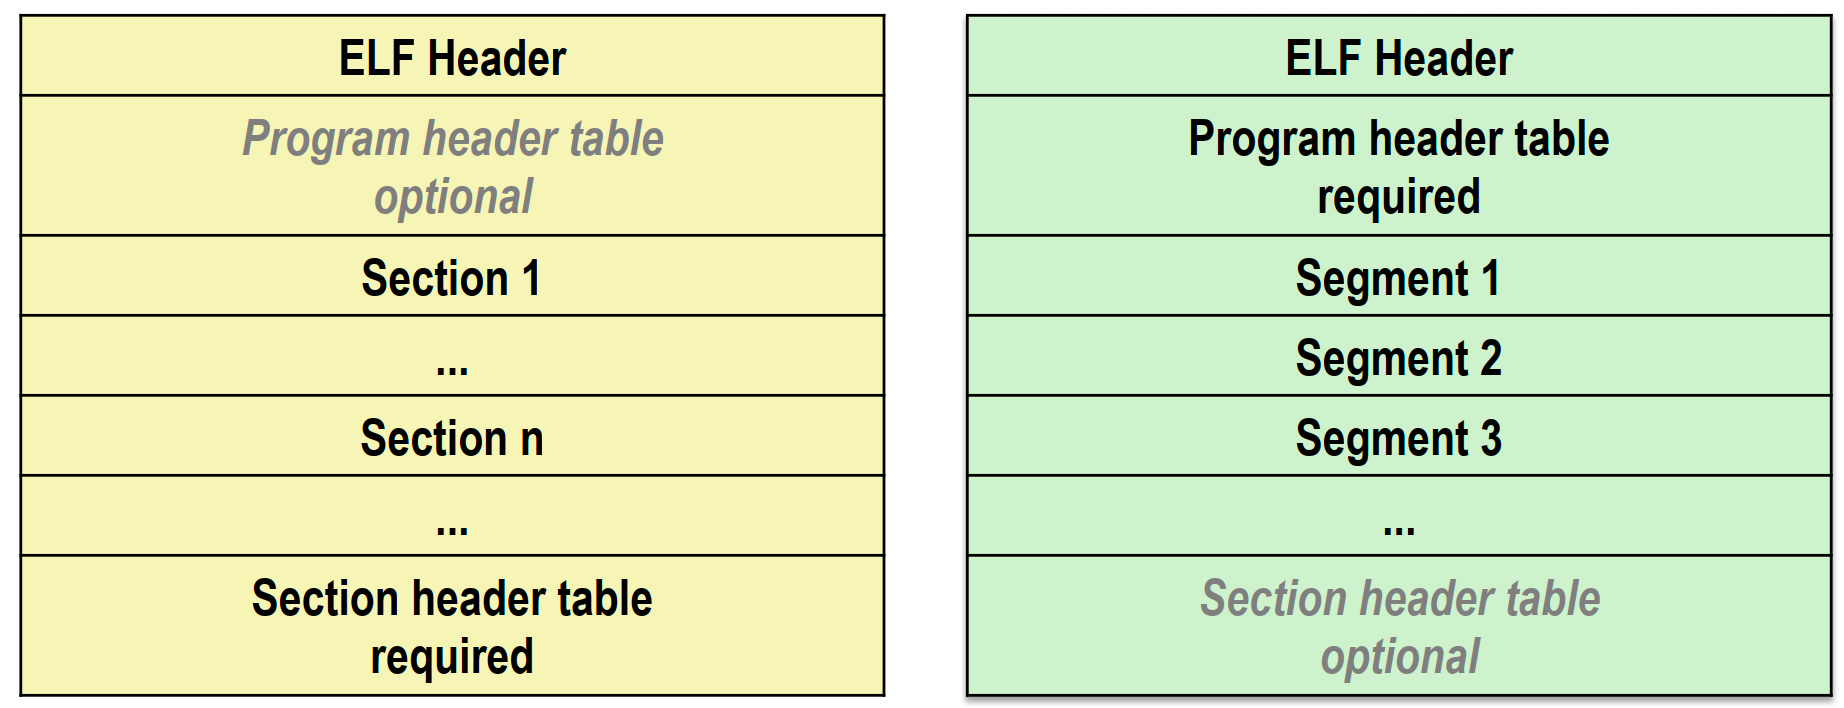 ELF Header
Program header table
optional
Section 1
...
Section n
...
Section header table
required
ELF Header
Program header table
required
Segment 1
Segment 2
Segment 3
...
Section header table
optional